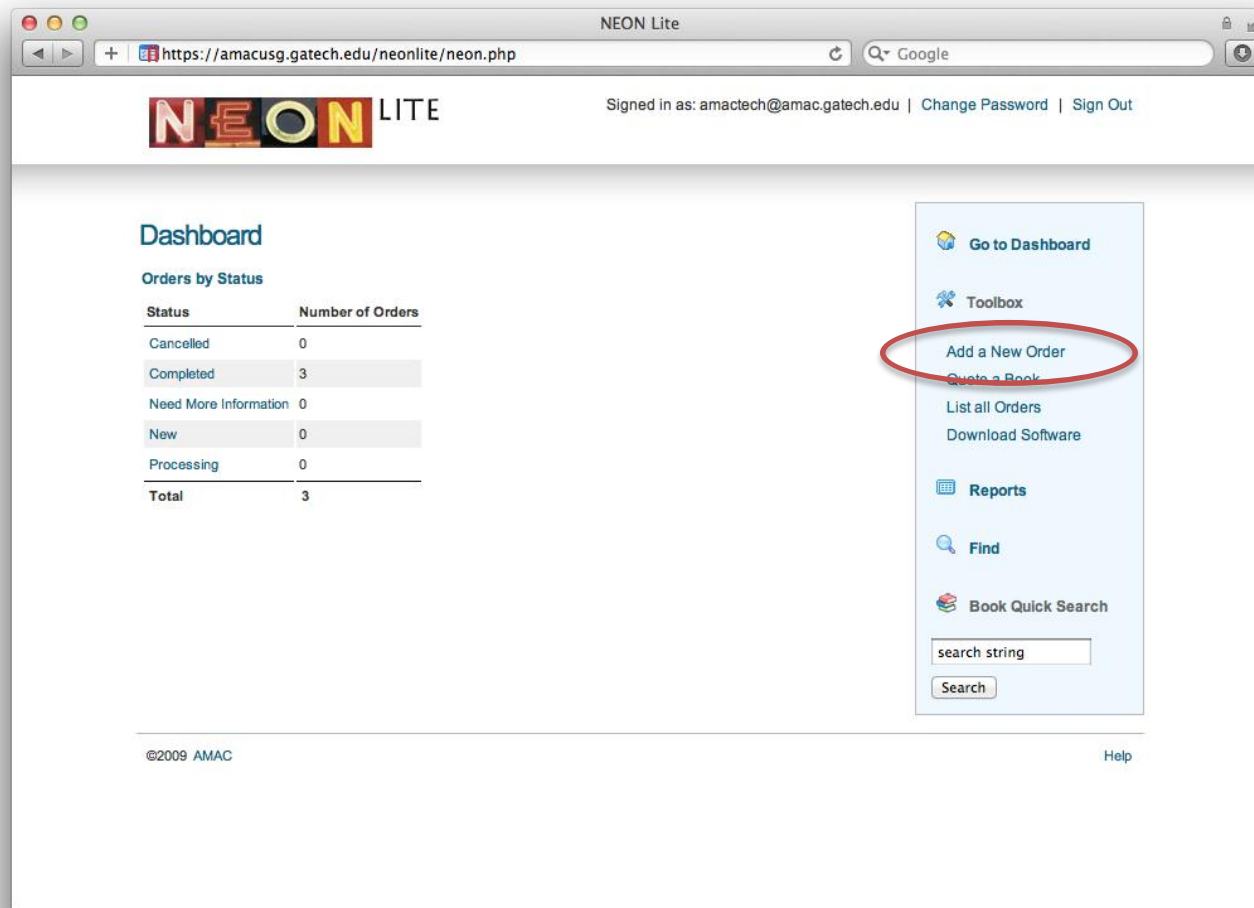 NEON Lite
https://amacusg.gatech.edu/neonlite/neon.php
Google
NEON LITE
Signed in as: amactech@amac.gatech.edu | Change Password | Sign Out
Dashboard
Orders by Status
Status Number of Orders
Cancelled 0
Completed 3
Need More Information 0
New 0
Processing 0
Total 3
Go to Dashboard
Toolbox
Add a New Order
Quote a Book
List all Orders
Download Software
Reports
Find
Book Quick Search
search string
Search
©2009 AMAC
Help